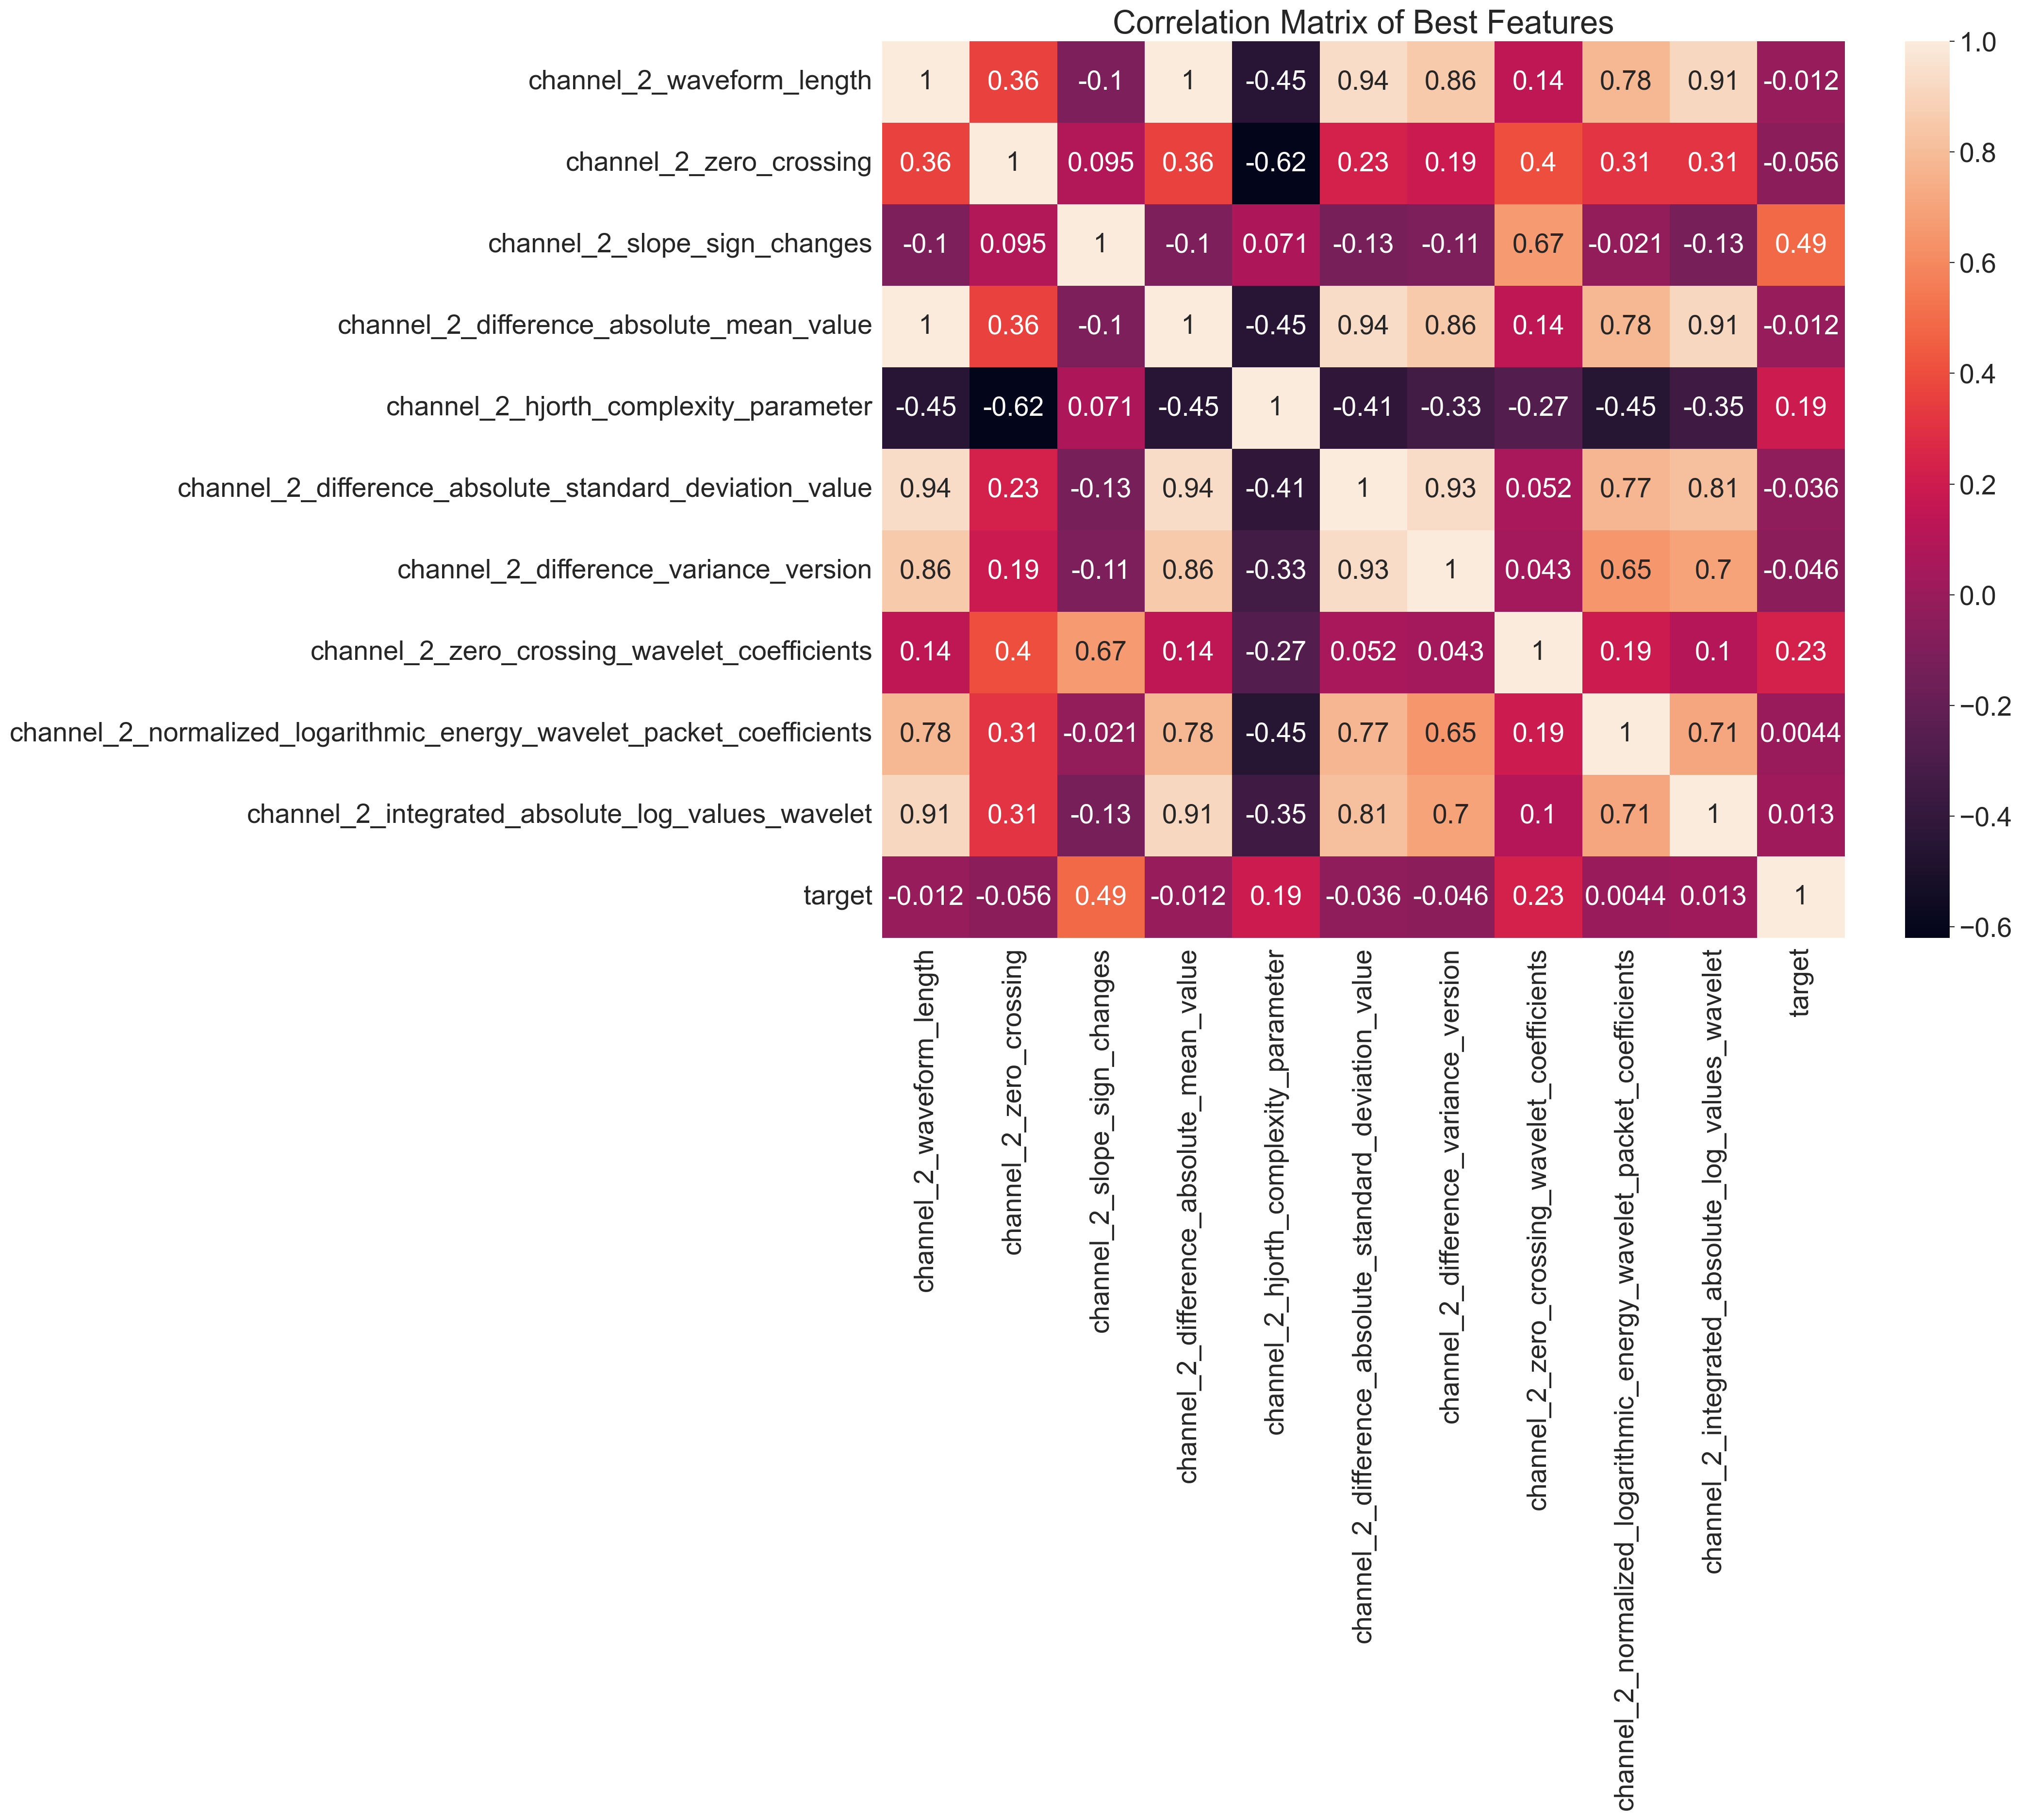 Correlation Matrix of Best Features
channel_2_waveform_length 1 0.36 -0.1 1 -0.45 0.94 0.86 0.14 0.78 0.91 -0.012
channel_2_zero_crossing 0.36 1 0.095 0.36 -0.62 0.23 0.19 0.4 0.31 0.31 -0.056
channel_2_slope_sign_changes -0.1 0.095 1 -0.1 0.071 -0.13 -0.11 0.67 -0.021 -0.13 0.49
channel_2_difference_absolute_mean_value 1 0.36 -0.1 1 -0.45 0.94 0.86 0.14 0.78 0.91 -0.012
channel_2_hjorth_complexity_parameter -0.45 -0.62 0.071 -0.45 1 -0.41 -0.33 -0.27 -0.45 -0.35 0.19
channel_2_difference_absolute_standard_deviation_value 0.94 0.23 -0.13 0.94 -0.41 1 0.93 0.052 0.77 0.81 -0.036
channel_2_difference_variance_version 0.86 0.19 -0.11 0.86 -0.33 0.93 1 0.043 0.65 0.7 -0.046
channel_2_zero_crossing_wavelet_coefficients 0.14 0.4 0.67 0.14 -0.27 0.052 0.043 1 0.19 0.1 0.23
channel_2_normalized_logarithmic_energy_wavelet_packet_coefficients 0.78 0.31 -0.021 0.78 -0.45 0.77 0.65 0.19 1 0.71 0.0044
channel_2_integrated_absolute_log_values_wavelet 0.91 0.31 -0.13 0.91 -0.35 0.81 0.7 0.1 0.71 1 0.013
target -0.012 -0.056 0.49 -0.012 0.19 -0.036 -0.046 0.23 0.0044 0.013 1
channel_2_waveform_length
channel_2_zero_crossing
channel_2_slope_sign_changes
channel_2_difference_absolute_mean_value
channel_2_hjorth_complexity_parameter
channel_2_difference_absolute_standard_deviation_value
channel_2_difference_variance_version
channel_2_zero_crossing_wavelet_coefficients
channel_2_normalized_logarithmic_energy_wavelet_packet_coefficients
channel_2_integrated_absolute_log_values_wavelet
target
1.0
0.8
0.6
0.4
0.2
0.0
−0.2
−0.4
−0.6